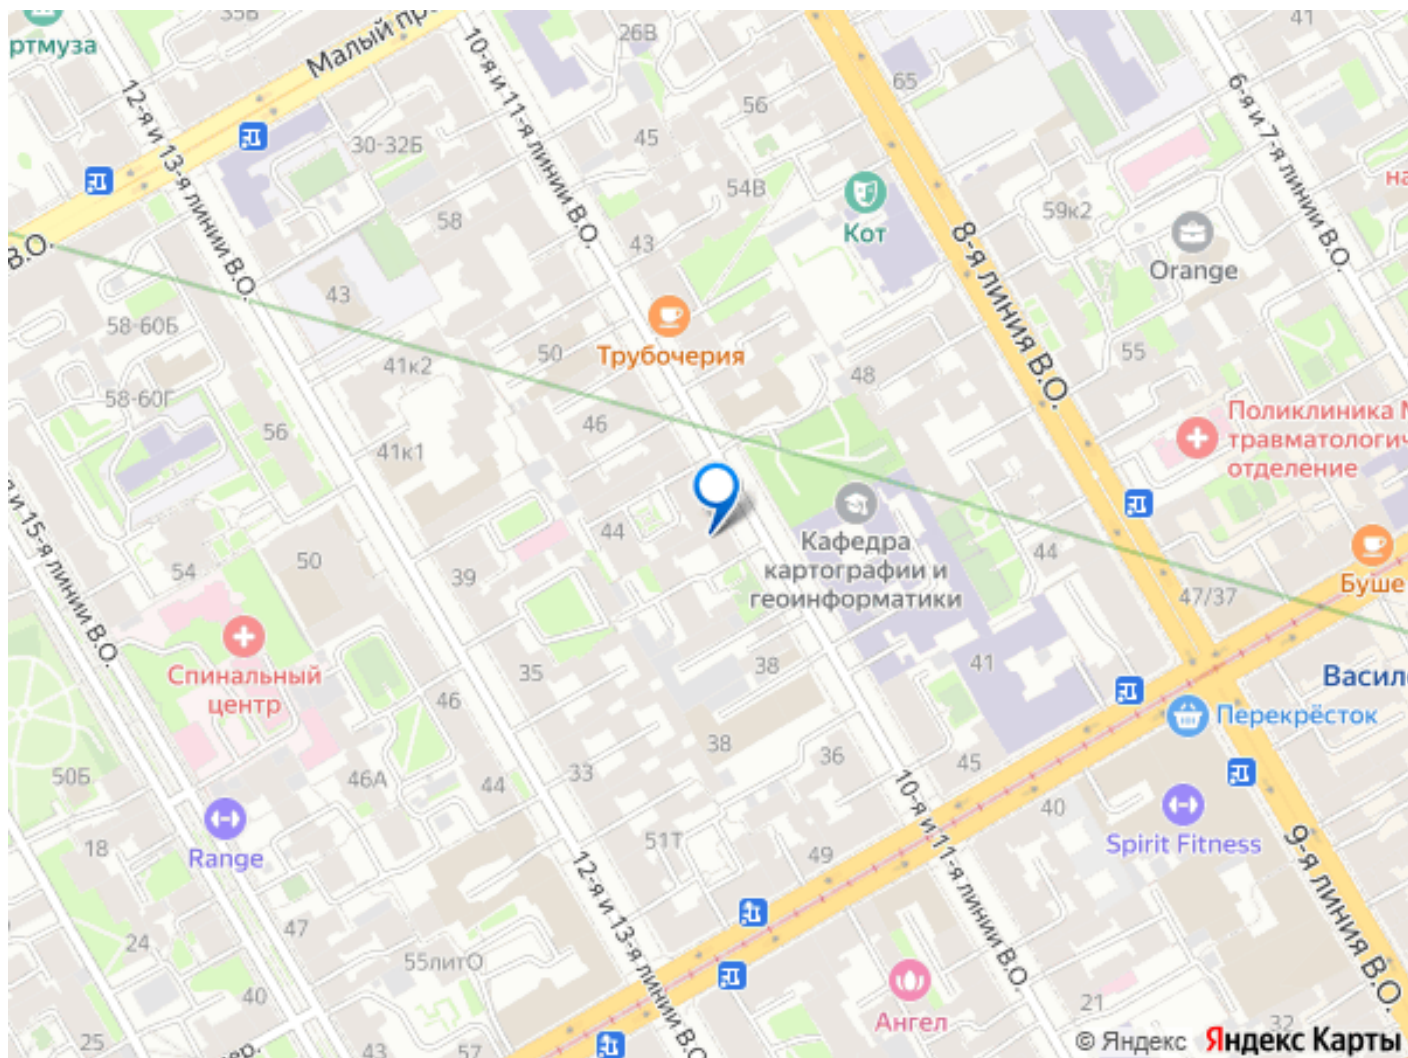 35В
ртмуза
Малый пр
10-я и 11-я линии В.О.
26В
41
65
56
45
30-32Б
12-я и 13-я линии В.О.
6-я и 7-я линии В.О.
на
54В
Кот
59к2
58
43
8-я линия В.О.
Orange
В.О.
43
58-60Б
Трубочерия
50
41к2
48
55
58-60Г
56
46
41к1
Поликлиника
травматологич
отделение
и 15-я линии В.О.
44
Кафедра
картографии и
геоинформатики
44
50
54
39
Буше
47/37
Спинальный
центр
35
38
41
Васил
46
Перекрёсток
38
36
45
50Б
46А
33
44
10-я и 11-я линии В.О.
40
18
Range
51Т
49
Spirit Fitness
12-я и 13-я линии В.О.
9-я линия В.О.
47
24
55литО
40
Ангел
21
32
25
43
57
© Яндекс Яндекс Карты